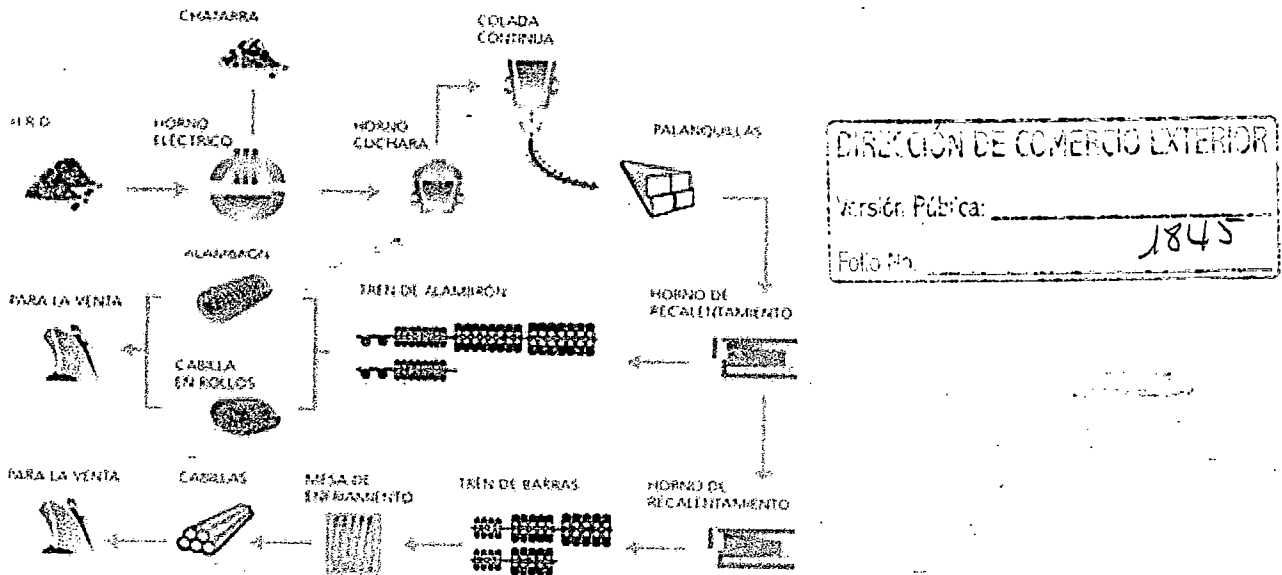 CHATARRA
COLADA
CONTINUA
H R D
HORNO
ELÉCTRICO
HORNO
CUCHARA
PALANQUILLAS
DIRECCIÓN DE COMERCIO EXTERIOR
Versión Pública:
1845
Folio No.
ALAMBRÓN
PARA LA VENTA
TREN DE ALAMBRÓN
HORNO DE
RECALENTAMIENTO
CABILLA
EN ROLLOS
PARA LA VENTA
CABILLAS
MESA DE
ENFRIAMIENTO
TREN DE BARRAS
HORNO DE
RECALENTAMIENTO